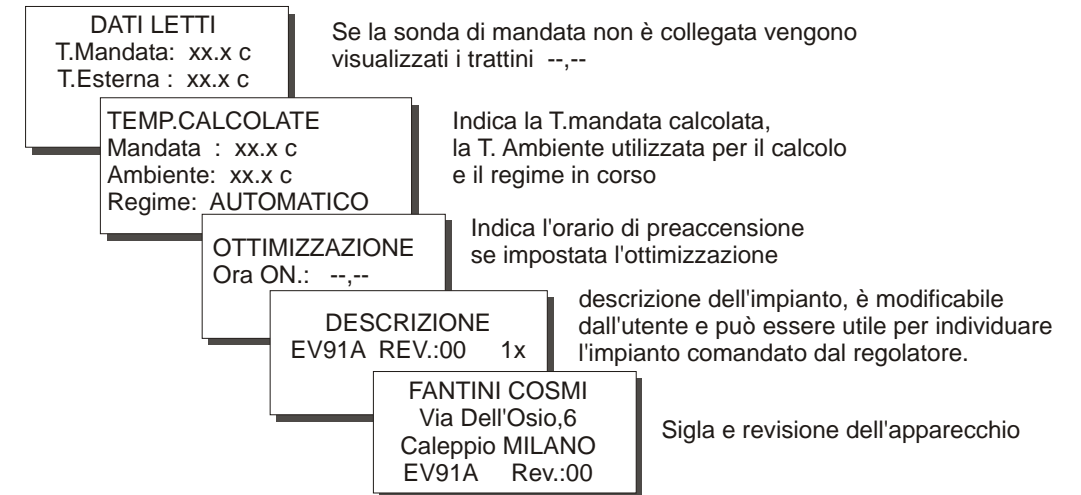 DATI LETTI
T.Mandata: xx.x c
T.Esterna : xx.x c
Se la sonda di mandata non è collegata vengono
visualizzati i trattini --,--
TEMP.CALCOLATE
Mandata : xx.x c
Ambiente: xx.x c
Regime: AUTOMATICO
Indica la T.mandata calcolata,
la T. Ambiente utilizzata per il calcolo
e il regime in corso
OTTIMIZZAZIONE
Ora ON.: --,--
Indica l'orario di preaccensione
se impostata l'ottimizzazione
DESCRIZIONE
EV91A REV.:00 1x
descrizione dell'impianto, è modificabile
dall'utente e può essere utile per individuare
l'impianto comandato dal regolatore.
FANTINI COSMI
Via Dell'Osio,6
Caleppio MILANO
EV91A Rev.:00
Sigla e revisione dell'apparecchio